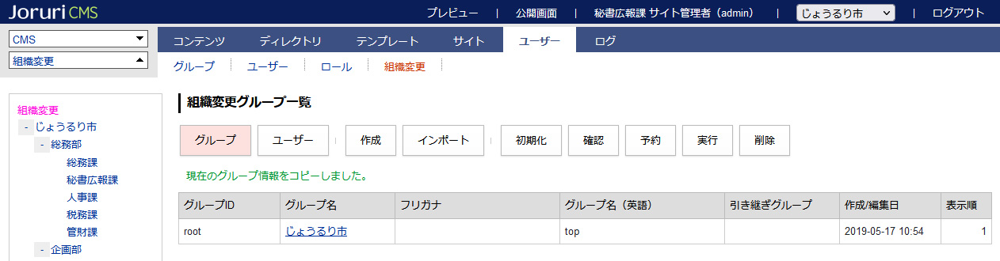 Joruri CMS プレビュー | 公開画面 | 秘書広報課 サイト管理者（admin） | じょうるり市 | ログアウト
CMS
組織変更
コンテンツ ディレクトリ テンプレート サイト ユーザー ログ
グループ ユーザー ロール 組織変更
組織変更
- じょうるり市
- 総務部
総務課
秘書広報課
人事課
税務課
管財課
- 企画部
組織変更グループ一覧
グループ ユーザー 作成 インポート 初期化 確認 予約 実行 削除
現在のグループ情報をコピーしました。
グループID グループ名 フリガナ グループ名（英語） 引き継ぎグループ 作成/編集日 表示順
root じょうるり市 top 2019-05-17 10:54 1